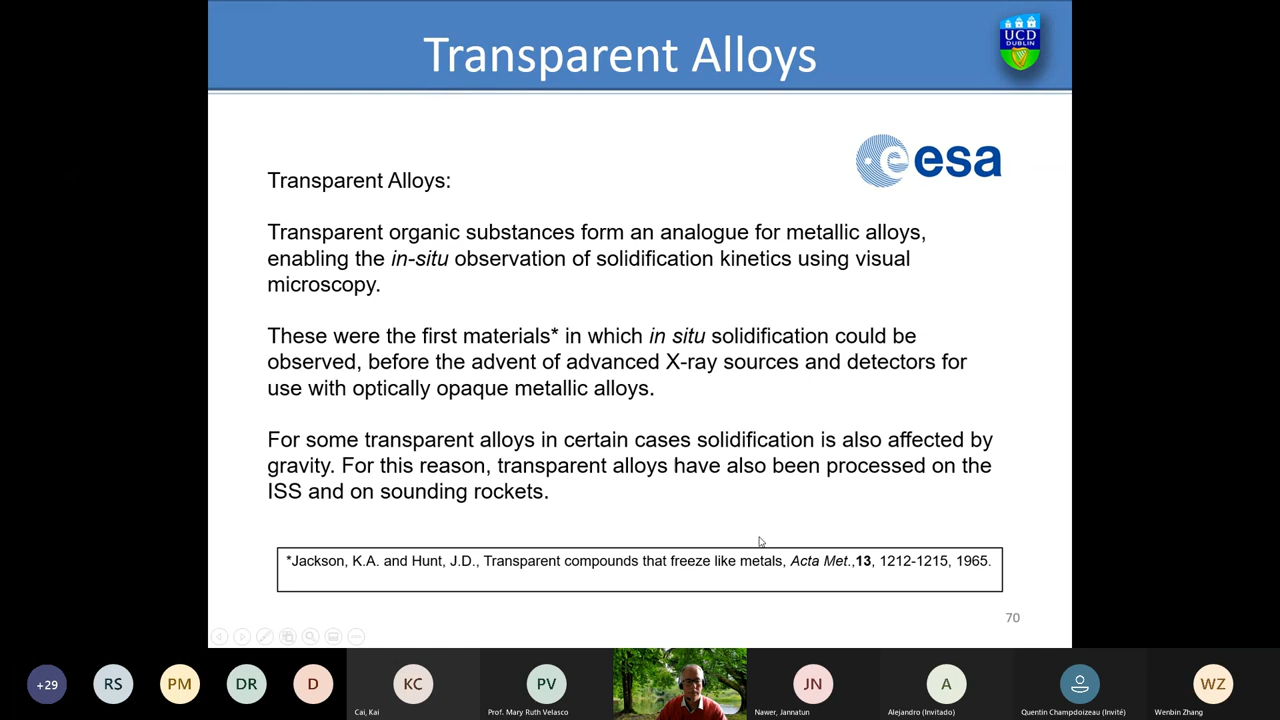 Transparent Alloys
UCD
DUBLIN
esa
Transparent Alloys:
Transparent organic substances form an analogue for metallic alloys,
enabling the in-situ observation of solidification kinetics using visual
microscopy.
These were the first materials* in which in situ solidification could be
observed, before the advent of advanced X-ray sources and detectors for
use with optically opaque metallic alloys.
For some transparent alloys in certain cases solidification is also affected by
gravity. For this reason, transparent alloys have also been processed on the
ISS and on sounding rockets.
*Jackson, K.A. and Hunt, J.D., Transparent compounds that freeze like metals, Acta Met.,13, 1212-1215, 1965.
70
+29
RS
PM
DR
D
KC
PV
JN
A
WZ
Cai, Kai
Prof. Mary Ruth Velasco
Nawer, Jannatun
Alejandro (Invitado)
Quentin Champdoizeau (Invité)
Wenbin Zhang